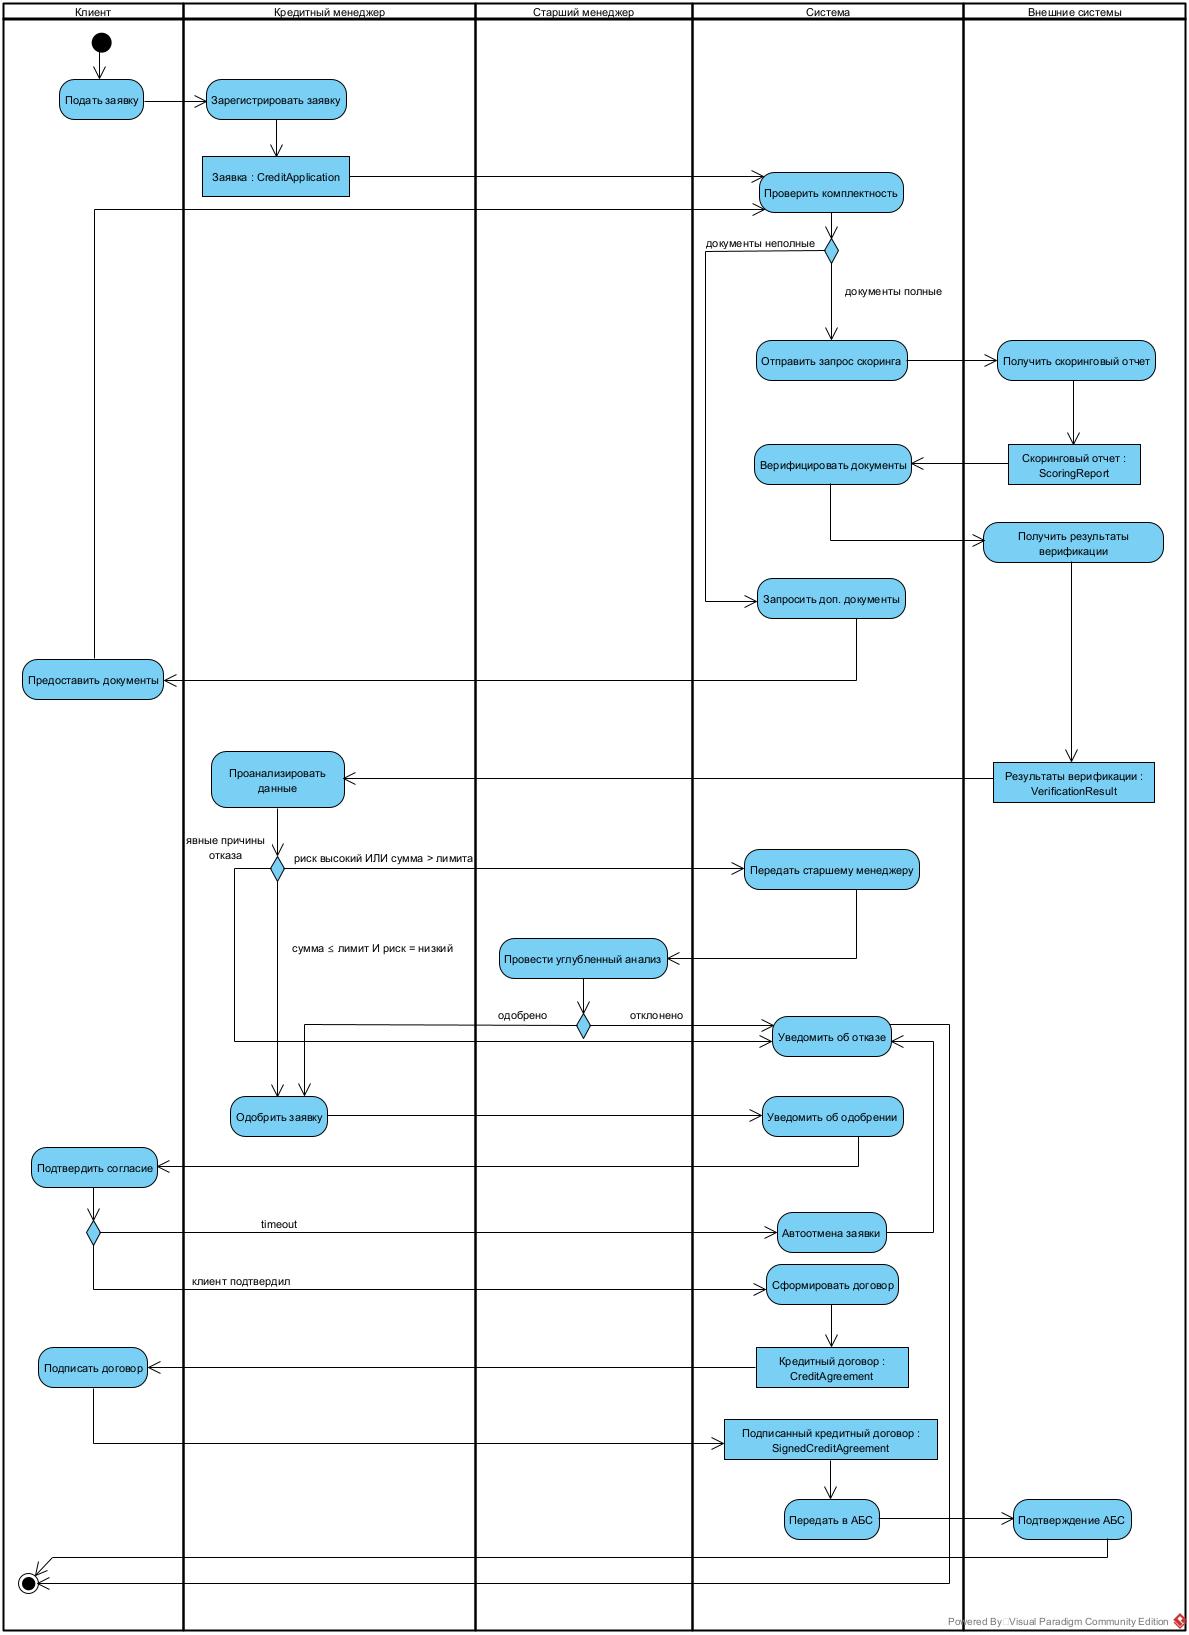 Клиент
Кредитный менеджер
Старший менеджер
Система
Внешние системы
Подать заявку
Зарегистрировать заявку
Заявка : CreditApplication
Проверить комплектность
документы неполные
документы полные
Отправить запрос скоринга
Получить скоринговый отчет
Верифицировать документы
Скоринговый отчет :
ScoringReport
Получить результаты
верификации
Запросить доп. документы
Предоставить документы
Проанализировать
данные
Результаты верификации :
VerificationResult
явные причины
отказа
риск высокий ИЛИ сумма > лимита
Передать старшему менеджеру
сумма ≤ лимит И риск = низкий
Провести углубленный анализ
одобрено
отклонено
Уведомить об отказе
Одобрить заявку
Уведомить об одобрении
Подтвердить согласие
timeout
Автоотмена заявки
клиент подтвердил
Сформировать договор
Подписать договор
Кредитный договор :
CreditAgreement
Подписанный кредитный договор :
SignedCreditAgreement
Передать в АБС
Подтверждение АБС
Powered By Visual Paradigm Community Edition